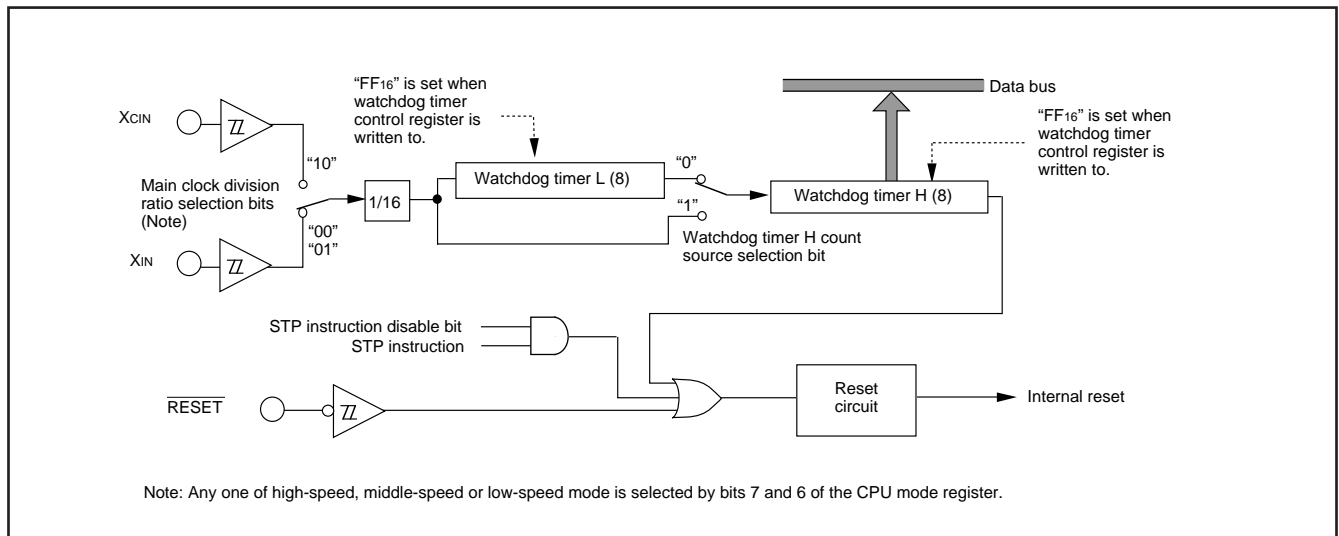 “FF16” is set when
watchdog timer
control register is
written to.
Data bus
“FF16” is set when
watchdog timer
control register is
written to.
XCIN
“10”
“0”
Main clock division
ratio selection bits
(Note)
1/16
Watchdog timer L (8)
Watchdog timer H (8)
“1”
“00”
“01”
Watchdog timer H count
source selection bit
XIN
STP instruction disable bit
STP instruction
RESET
Reset
circuit
Internal reset
Note: Any one of high-speed, middle-speed or low-speed mode is selected by bits 7 and 6 of the CPU mode register.